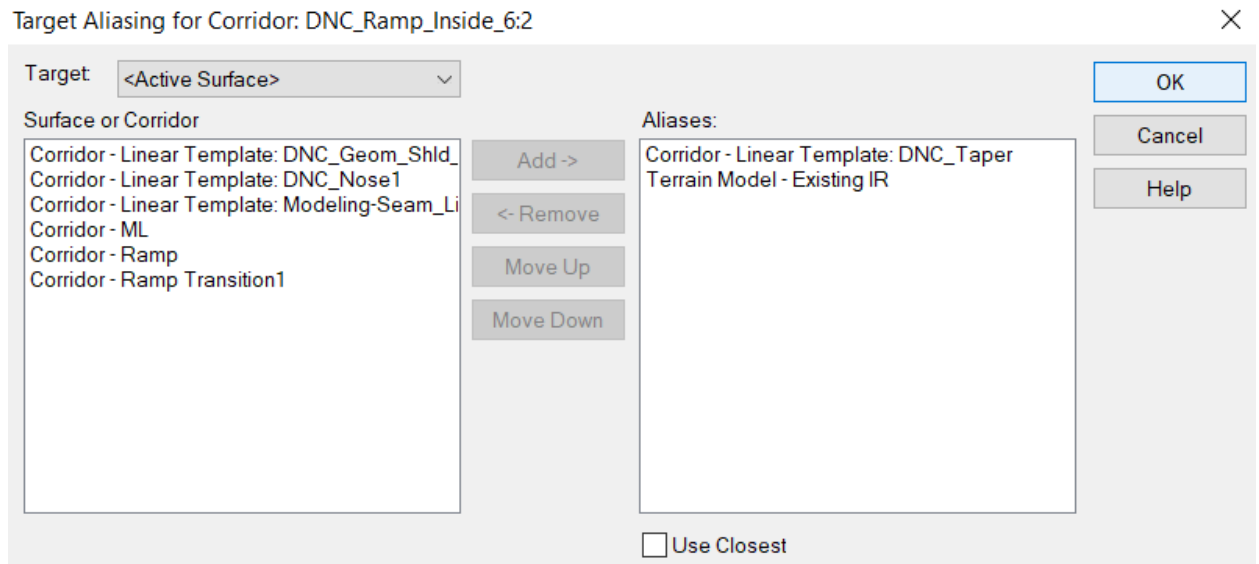 Target Aliasing for Corridor: DNC_Ramp_Inside_6:2
Target:
<Active Surface>
Surface or Corridor
Corridor - Linear Template: DNC_Geom_Shld_
Corridor - Linear Template: DNC_Nose1
Corridor - Linear Template: Modeling-Seam_Li
Corridor - ML
Corridor - Ramp
Corridor - Ramp Transition1
Add ->
<- Remove
Move Up
Move Down
Aliases:
Corridor - Linear Template: DNC_Taper
Terrain Model - Existing IR
Use Closest
OK
Cancel
Help